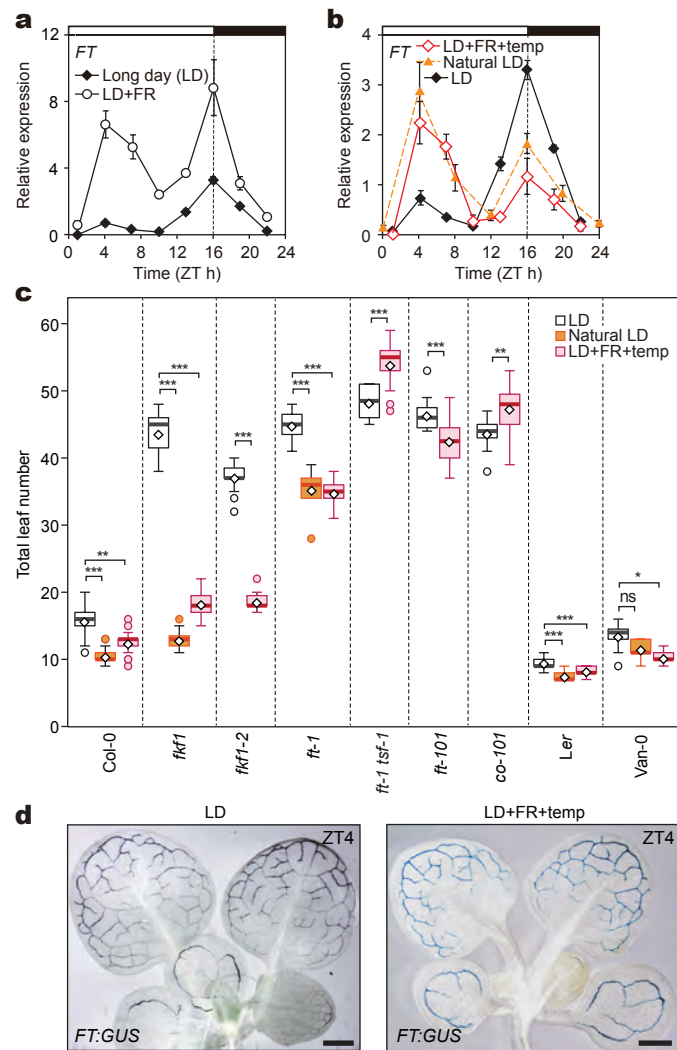 a
FT
Long day (LD)
LD+FR
Relative expression
12
8
4
0
0 4 8 12 16 20 24
Time (ZT h)
b
FT
LD+FR+temp
Natural LD
LD
Relative expression
4
3
2
1
0
0 4 8 12 16 20 24
Time (ZT h)
c
LD
Natural LD
LD+FR+temp
Total leaf number
60
50
40
30
20
10
0
**
***
***
***
***
***
***
***
***
**
***
***
*
ns
Col-0
fkf1
fkf1-2
ft-1
ft-1 tsf-1
ft-101
co-101
Ler
Van-0
d
LD
ZT4
FT:GUS
LD+FR+temp
ZT4
FT:GUS